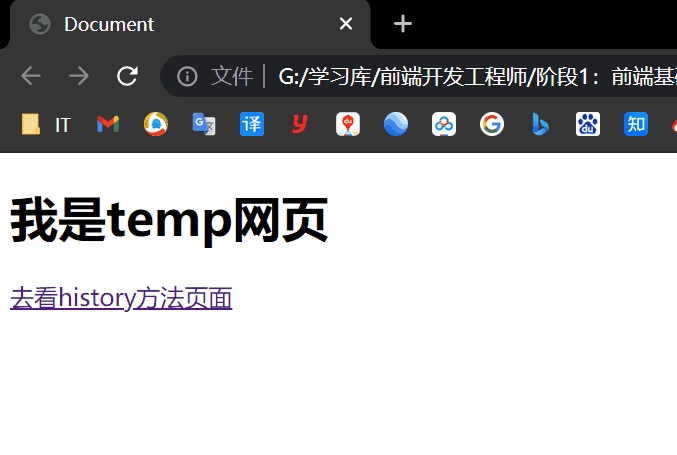 Document
文件 G:/学习库/前端开发工程师/阶段1：前端基础
IT 译 du 知
我是temp网页
去看history方法页面